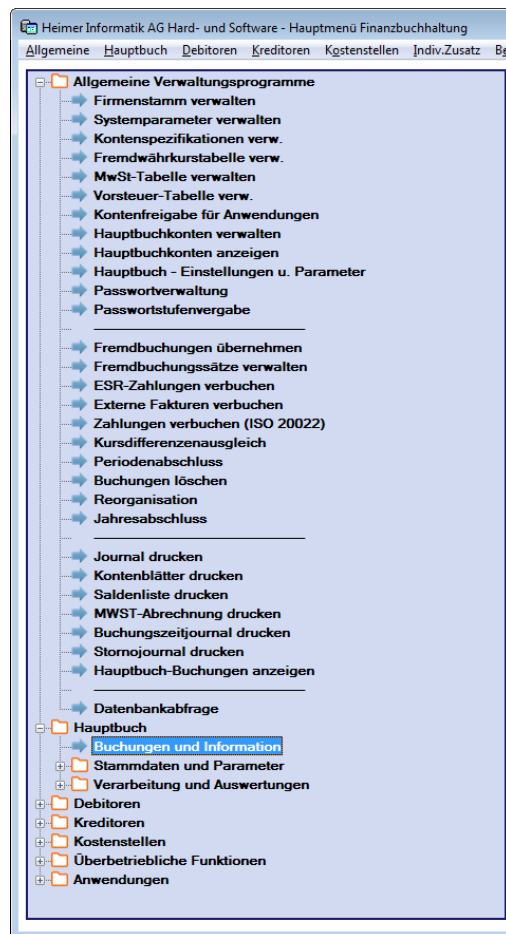 Heimer Informatik AG Hard- und Software - Hauptmenü Finanzbuchhaltung
Allgemeine Hauptbuch Debitoren Kreditoren Kostenstellen Indiv.Zusatz
Allgemeine Verwaltungsprogramme
Firmenstamm verwalten
Systemparameter verwalten
Kontenspezifikationen verw.
Fremdwährkurstabelle verw.
MwSt-Tabelle verwalten
Vorsteuer-Tabelle verw.
Kontenfreigabe für Anwendungen
Hauptbuchkonten verwalten
Hauptbuchkonten anzeigen
Hauptbuch - Einstellungen u. Parameter
Passwortverwaltung
Passwortstufenvergabe
Fremdbuchungen übernehmen
Fremdbuchungssätze verwalten
ESR-Zahlungen verbuchen
Externe Fakturen verbuchen
Zahlungen verbuchen (ISO 20022)
Kursdifferenzenausgleich
Periodenabschluss
Buchungen löschen
Reorganisation
Jahresabschluss
Journal drucken
Kontenblätter drucken
Saldenliste drucken
MWST-Abrechnung drucken
Buchungszeitjournal drucken
Stornojournal drucken
Hauptbuch-Buchungen anzeigen
Datenbankabfrage
Hauptbuch
Buchungen und Information
Stammdaten und Parameter
Verarbeitung und Auswertungen
Debitoren
Kreditoren
Kostenstellen
Überbetriebliche Funktionen
Anwendungen